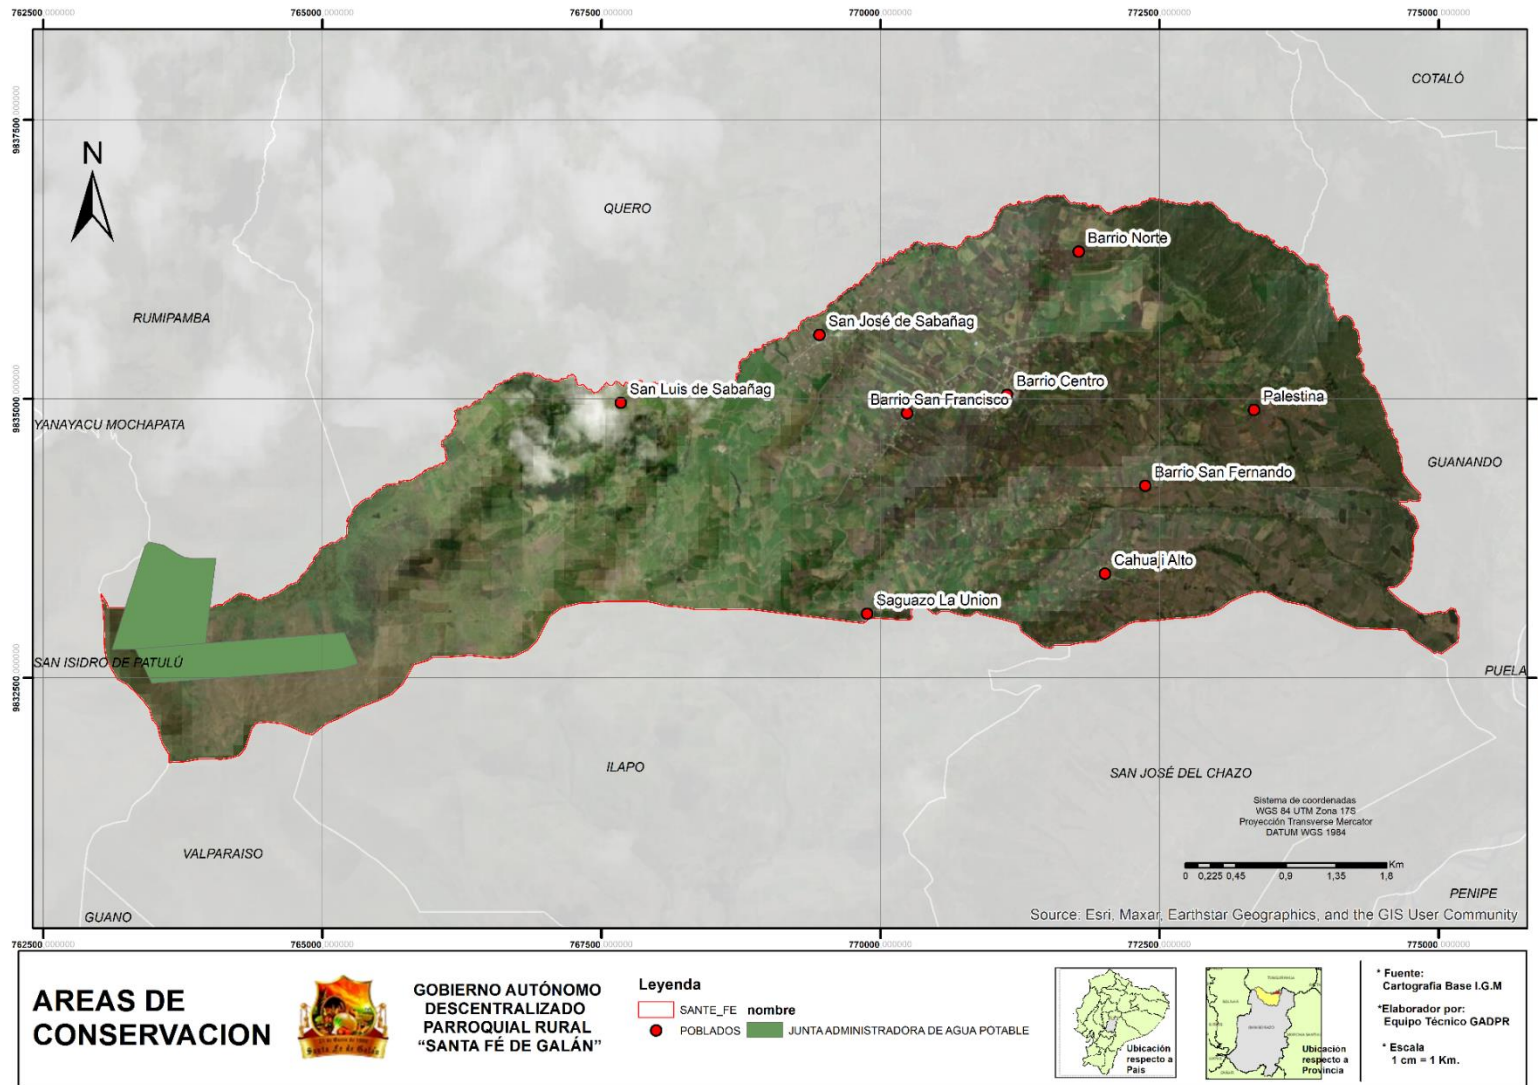 762500.000000
765000.000000
767500.000000
770000.000000
772500.000000
775000.000000
COTALÓ
9837500.000000
N
QUERO
Barrio Norte
RUMIPAMBA
San José de Sabañag
9835000.000000
San Luis de Sabañag
Barrio Centro
Barrio San Francisco
Palestina
YANAYACU MOCHAPATA
GUANANDO
Barrio San Fernando
Cahuaji Alto
Saguazo La Union
SAN ISIDRO DE PATULÚ
PUELA
9832500.000000
ILAPO
SAN JOSÉ DEL CHAZO
Sistema de coordenadas
WGS 84 UTM Zona 17S
Proyección Transverse Mercator
DATUM WGS 1984
VALPARAISO
Km
0 0,225 0,45 0,9 1,35 1,8
PENIPE
GUANO
Source: Esri, Maxar, Earthstar Geographics, and the GIS User Community
762500.000000
765000.000000
767500.000000
770000.000000
772500.000000
775000.000000
AREAS DE
CONSERVACION
Santa Fe de Galán
GOBIERNO AUTÓNOMO
DESCENTRALIZADO
PARROQUIAL RURAL
“SANTA FÉ DE GALÁN”
Leyenda
SANTE_FE nombre
POBLADOS
JUNTA ADMINISTRADORA DE AGUA POTABLE
Ubicación
respecto a
Pais
Ubicación
respecto a
Provincia
* Fuente:
Cartografia Base I.G.M
*Elaborador por:
Equipo Técnico GADPR
* Escala
1 cm = 1 Km.